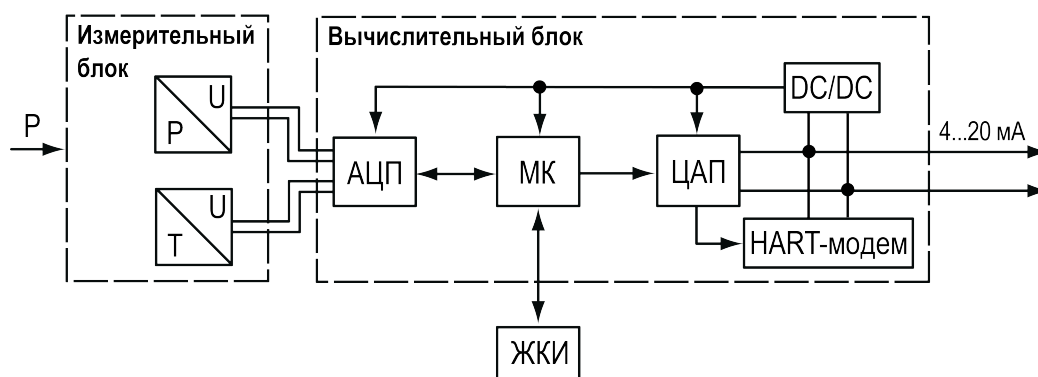 Измерительный
блок
Вычислительный блок
P
U
P
U
T
АЦП
МК
ЦАП
DC/DC
4...20 мА
HART-модем
ЖКИ